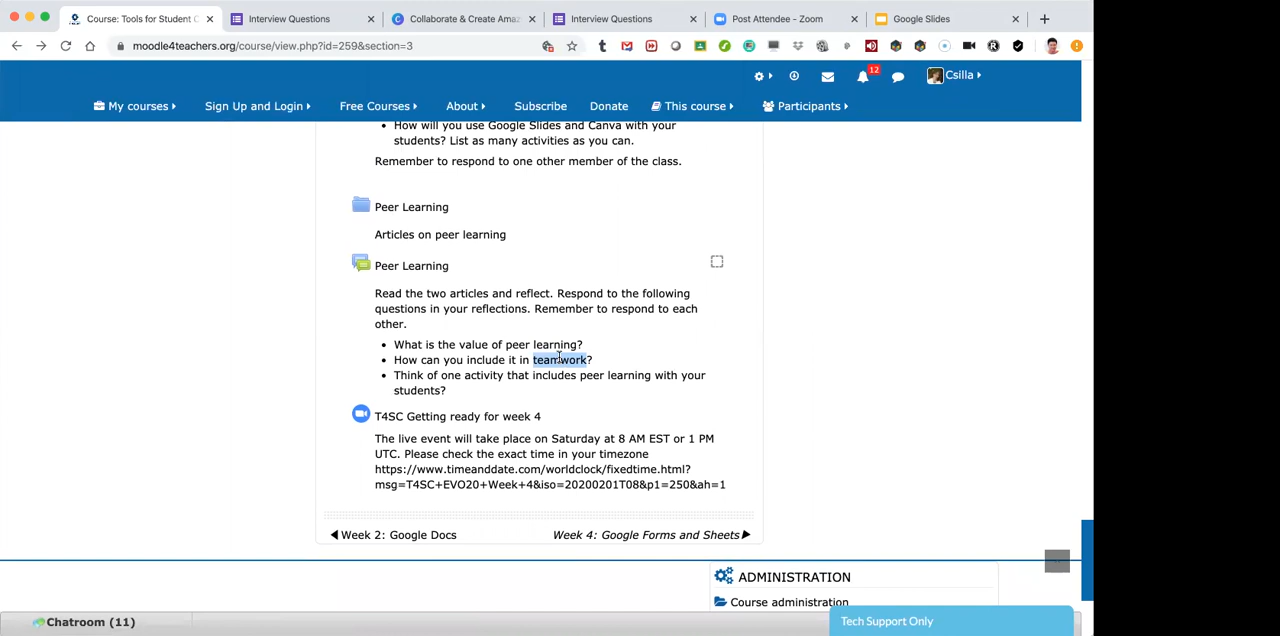 Course: Tools for Student C
Interview Questions
Collaborate & Create Amaz
Interview Questions
Post Attendee - Zoom
Google Slides
moodle4teachers.org/course/view.php?id=259&section=3
12
Csilla
My courses
Sign Up and Login
Free Courses
About
Subscribe
Donate
This course
Participants
• How will you use Google Slides and Canva with your
students? List as many activities as you can.
Remember to respond to one other member of the class.
Peer Learning
Articles on peer learning
Peer Learning
Read the two articles and reflect. Respond to the following
questions in your reflections. Remember to respond to each
other.
• What is the value of peer learning?
• How can you include it in teamwork?
• Think of one activity that includes peer learning with your
students?
T4SC Getting ready for week 4
The live event will take place on Saturday at 8 AM EST or 1 PM
UTC. Please check the exact time in your timezone
https://www.timeanddate.com/worldclock/fixedtime.html?
msg=T4SC+EVO20+Week+4&iso=20200201T08&p1=250&ah=1
Week 2: Google Docs
Week 4: Google Forms and Sheets
ADMINISTRATION
Course administration
Chatroom (11)
Tech Support Only